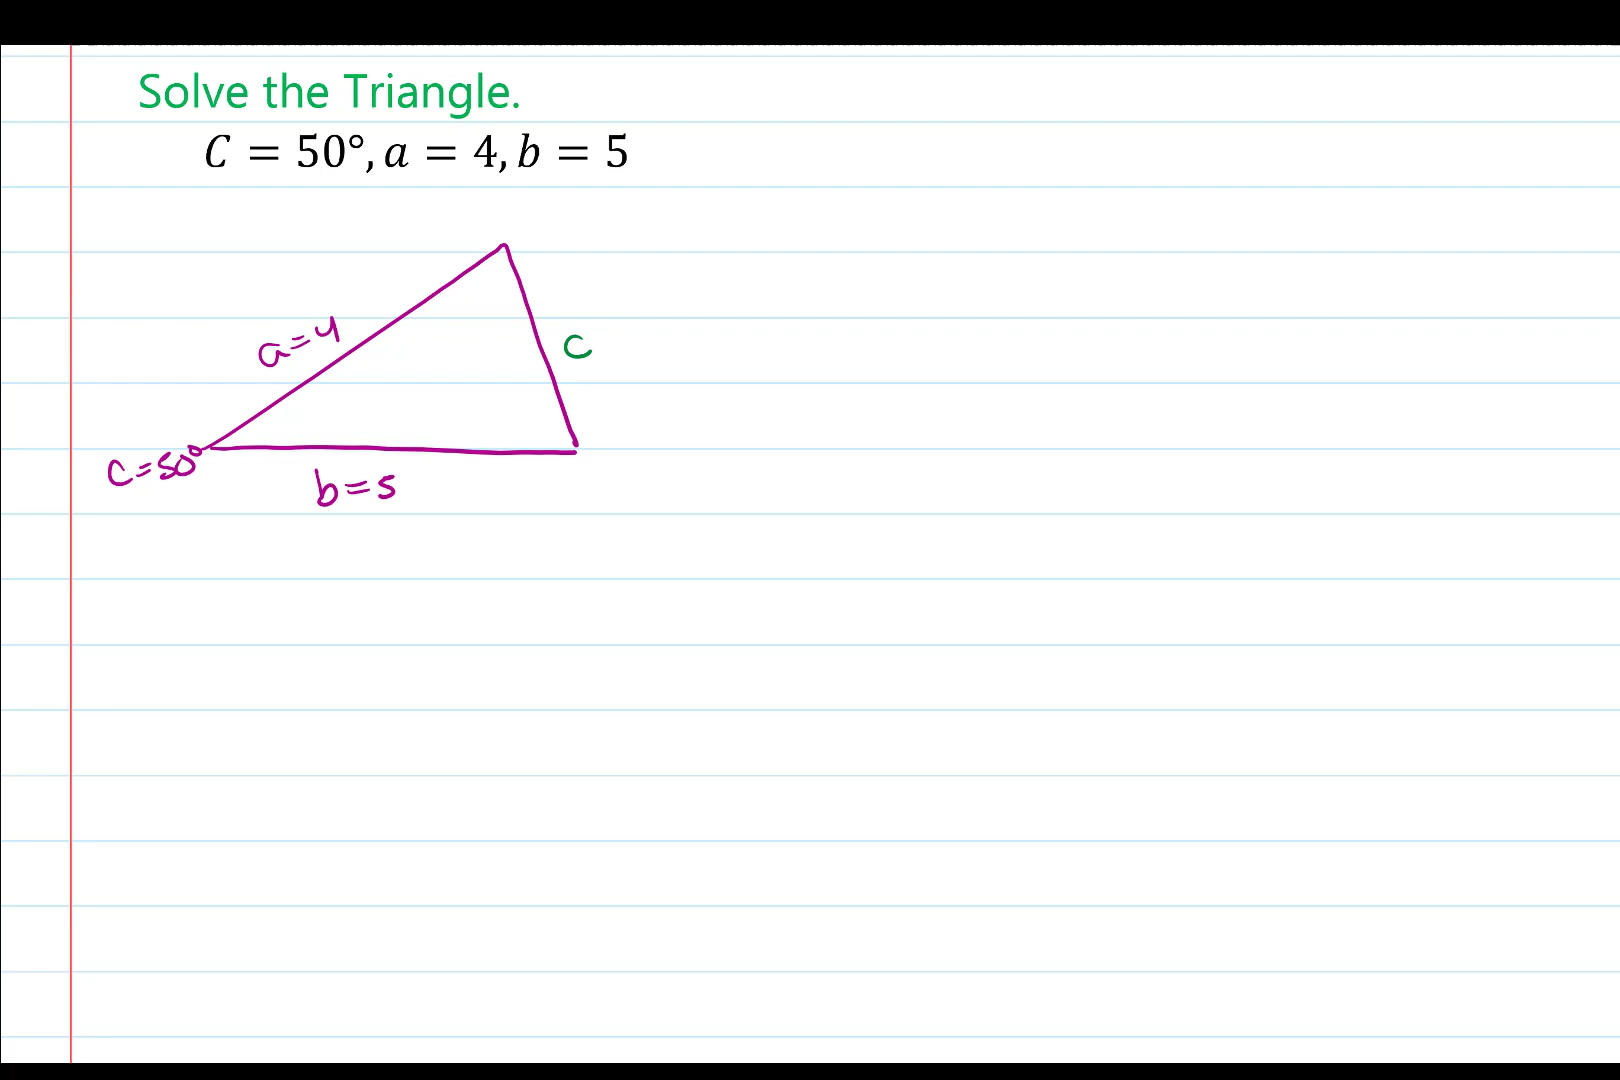 Solve the Triangle.
C = 50°, a = 4, b = 5
a=4
c
C=50°
b=5